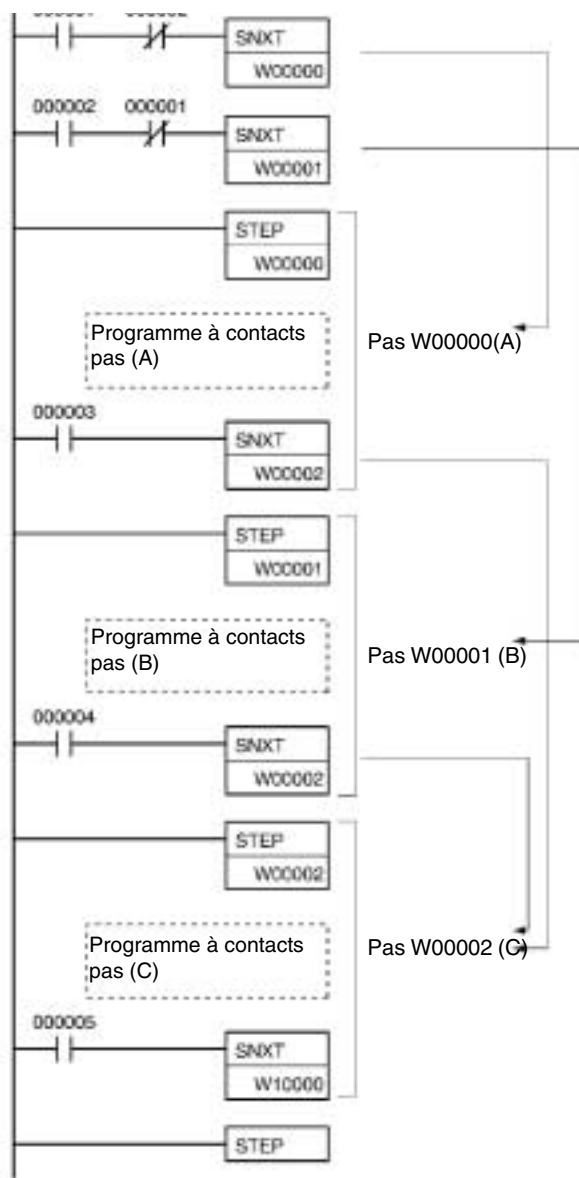 SNXT
W00000
000002 000001
SNXT
W00001
STEP
W00000
Programme à contacts
pas (A)
Pas W00000(A)
000003
SNXT
W00002
STEP
W00001
Programme à contacts
pas (B)
Pas W00001 (B)
000004
SNXT
W00002
STEP
W00002
Programme à contacts
pas (C)
Pas W00002 (C)
000005
SNXT
W10000
STEP